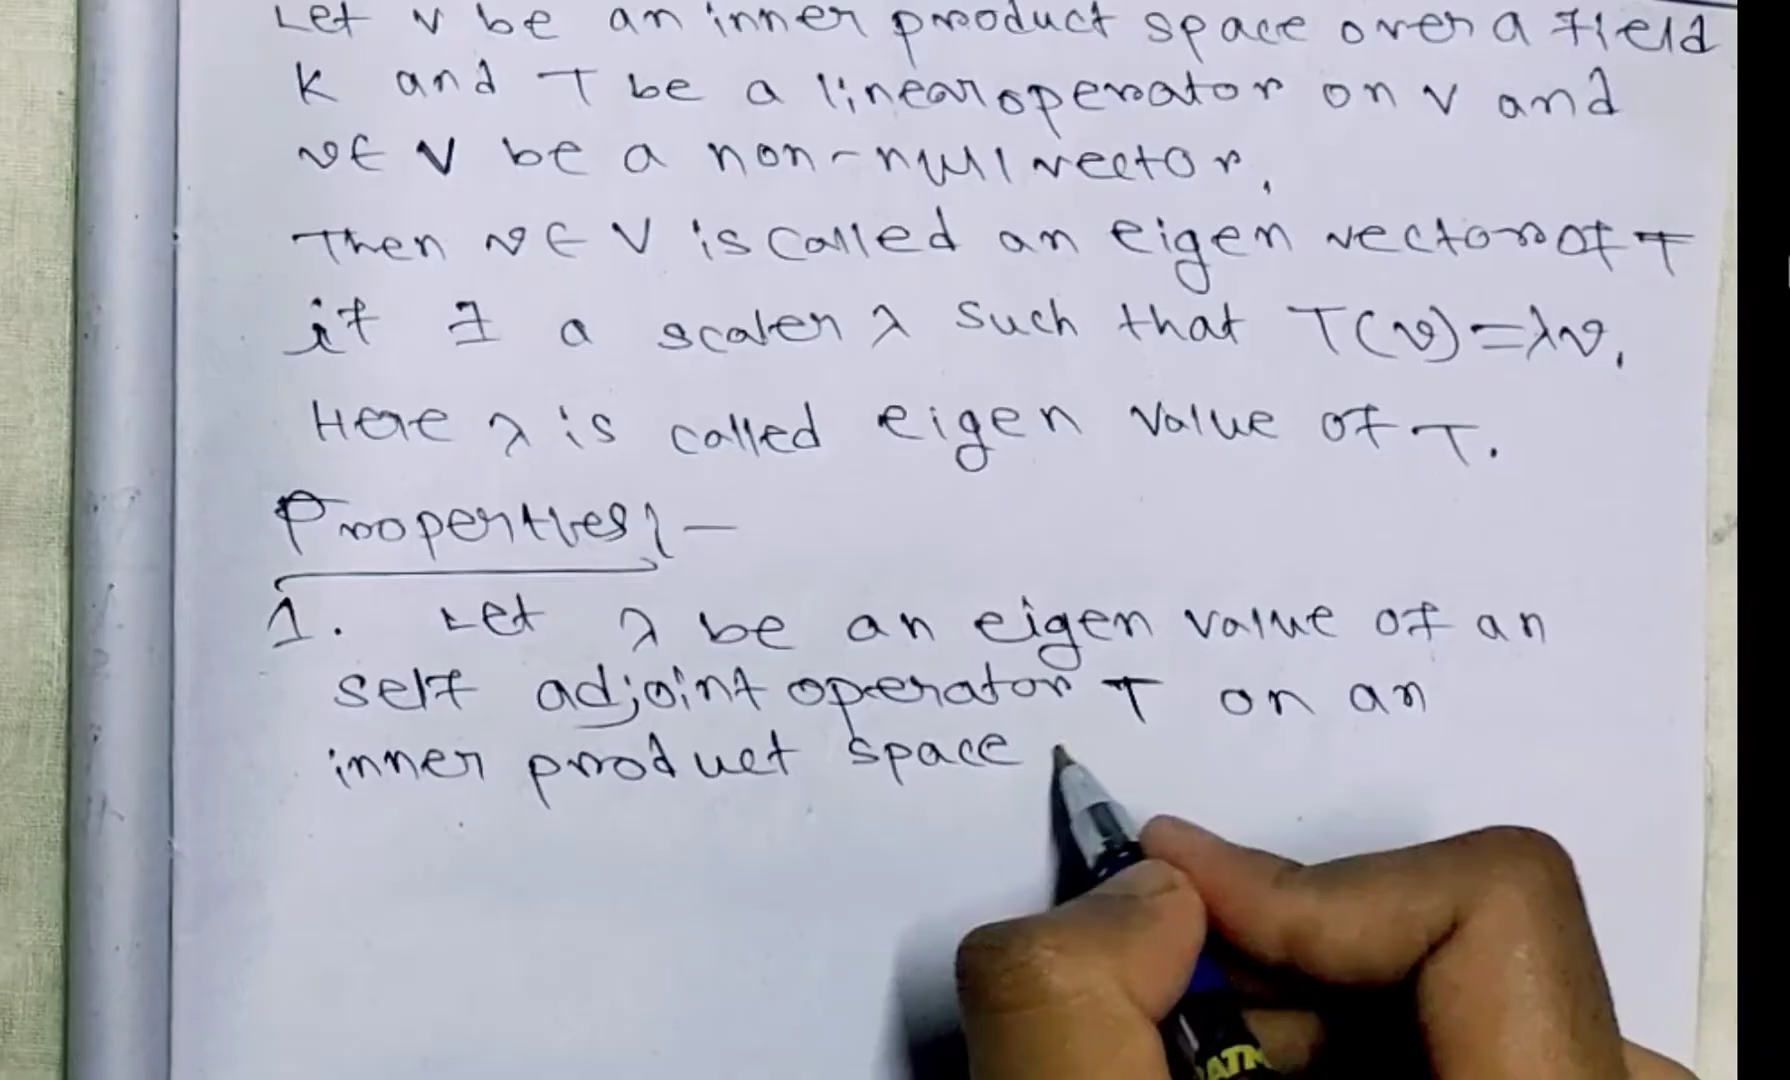 Let V be an inner product space over a field
K and T be a linear operator on V and
v ∈ V be a non-null vector.
Then v ∈ V is called an eigen vector of T
if ∃ a scaler λ such that T(v) = λv.
Here λ is called eigen value of T.
Properties:-
1. Let λ be an eigen value of an
self adjoint operator T on an
inner product space